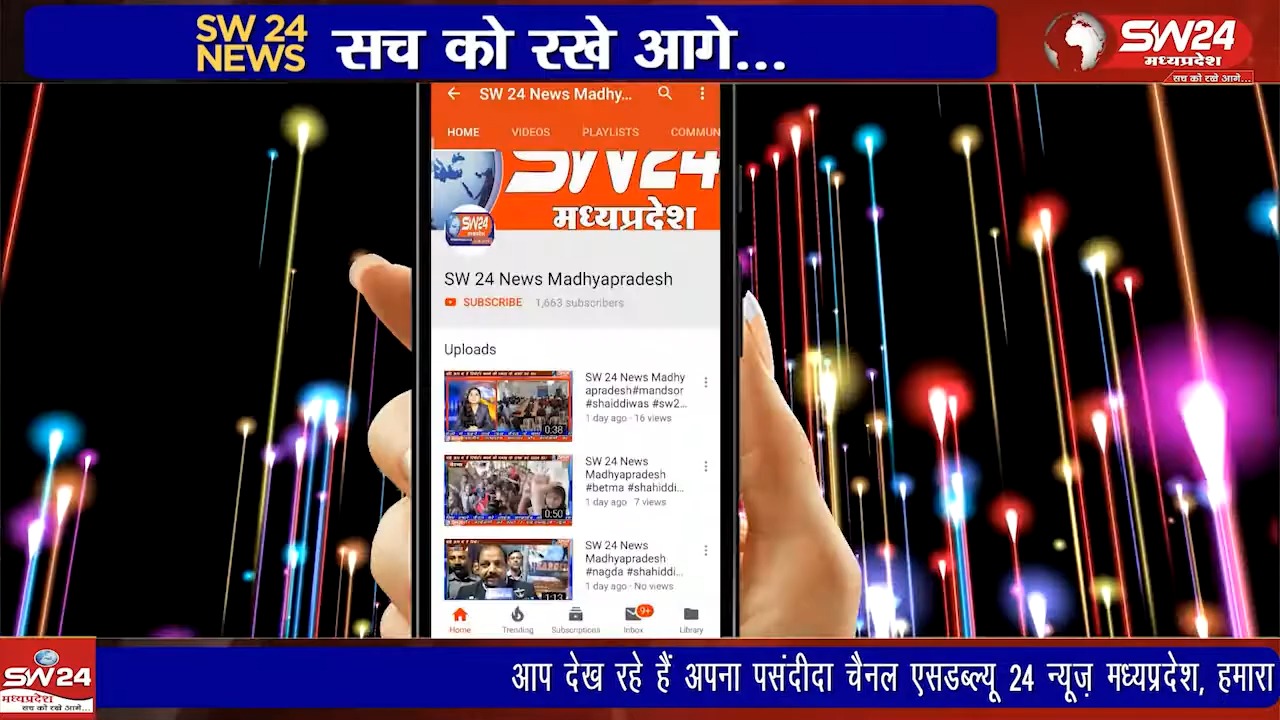 SW 24
NEWS
सच को रखे आगे...
SW24
मध्यप्रदेश
सच को रखे आगे...
SW 24 News Madhy...
HOME VIDEOS PLAYLISTS COMMUN
SW24
मध्यप्रदेश
SW24
SW 24 News Madhyapradesh
SUBSCRIBE 1,663 subscribers
Uploads
SW 24 News Madhy
apradesh#mandsor
#shaiddiwas #sw2...
1 day ago · 16 views
0:38
SW 24 News
Madhyapradesh
#betma #shahiddi...
1 day ago · 7 views
0:50
SW 24 News
Madhyapradesh
#nagda #shahiddi...
1 day ago · No views
1:13
9+
Home Trending Subscriptions Inbox Library
SW24
मध्यप्रदेश
सच को रखे आगे...
आप देख रहे हैं अपना पसंदीदा चैनल एसडब्ल्यू 24 न्यूज़ मध्यप्रदेश, हमारा